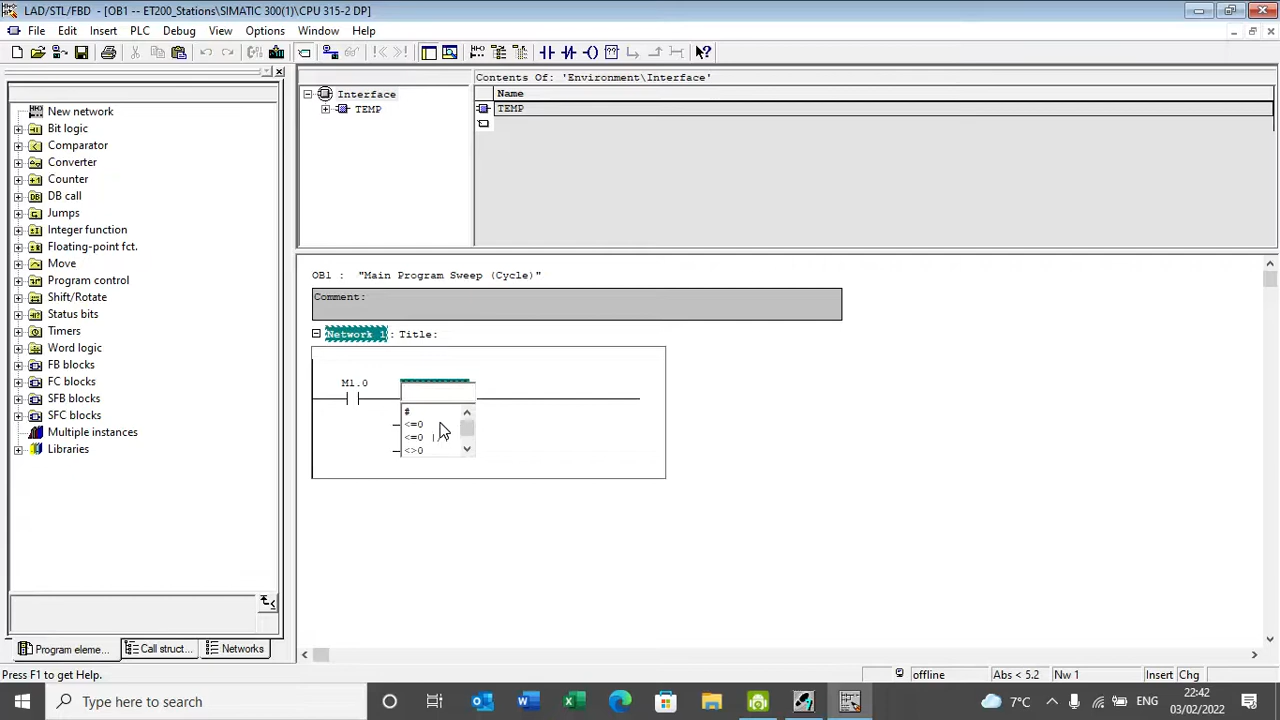 LAD/STL/FBD - [OB1 -- ET200_Stations\SIMATIC 300(1)\CPU 315-2 DP]
File Edit Insert PLC Debug View Options Window Help
New network
Bit logic
Comparator
Converter
Counter
DB call
Jumps
Integer function
Floating-point fct.
Move
Program control
Shift/Rotate
Status bits
Timers
Word logic
FB blocks
FC blocks
SFB blocks
SFC blocks
Multiple instances
Libraries
Program eleme...
Call struct...
Networks
Interface
TEMP
Contents Of: 'Environment\Interface'
Name
TEMP
OB1 : "Main Program Sweep (Cycle)"
Comment:
Network 1: Title:
M1.0
#
<=0
<=0 |/
<>0
Press F1 to get Help.
offline
Abs < 5.2
Nw 1
Insert
Chg
Type here to search
7°C
ENG
22:42
03/02/2022